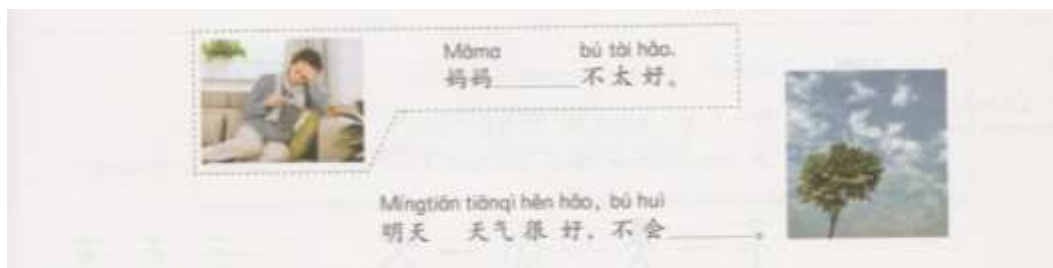 Māma bú tài hǎo.
妈妈______不太好。
Míngtiān tiānqì hěn hǎo, bú huì
明天 天气很好，不会______。